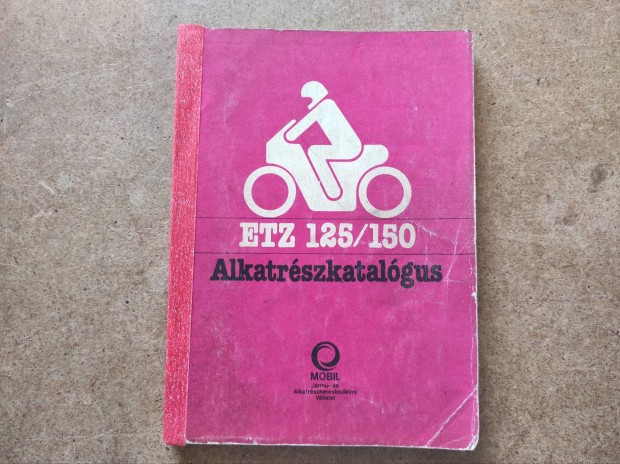 ETZ 125/150
Alkatrészkatalógus
MOBIL
Jármű- és
Alkatrészkereskedelmi
Vállalat